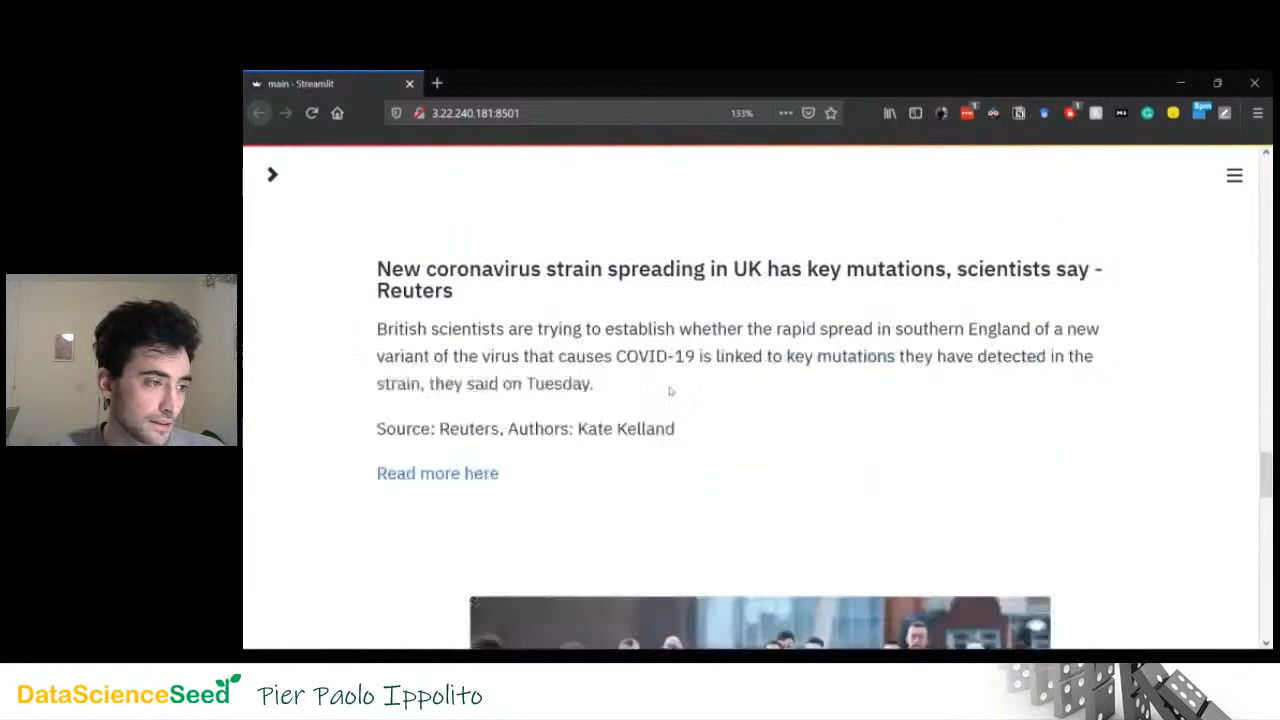 main - Streamlit
3.22.240.181:8501
133%
New coronavirus strain spreading in UK has key mutations, scientists say -
Reuters
British scientists are trying to establish whether the rapid spread in southern England of a new
variant of the virus that causes COVID-19 is linked to key mutations they have detected in the
strain, they said on Tuesday.
Source: Reuters, Authors: Kate Kelland
Read more here
DataScienceSeed Pier Paolo Ippolito